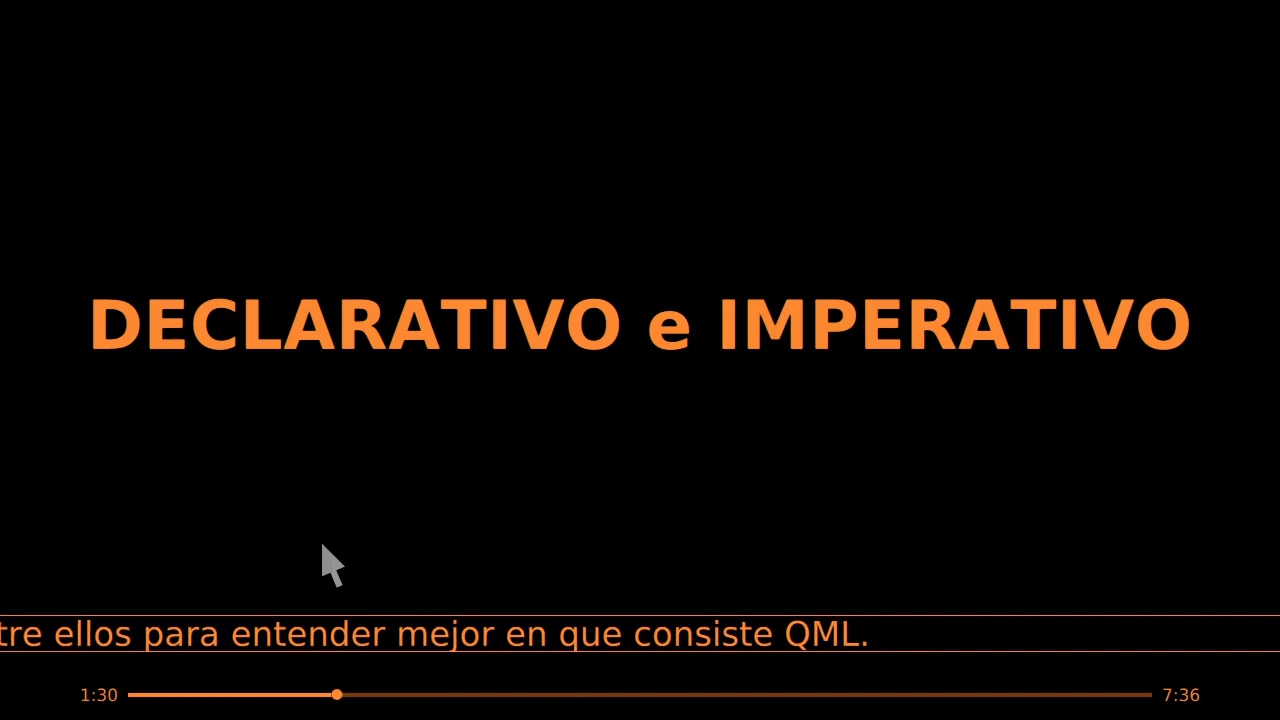 DECLARATIVO e IMPERATIVO
ellos para entender mejor en que consiste QML.
1:30
7:36